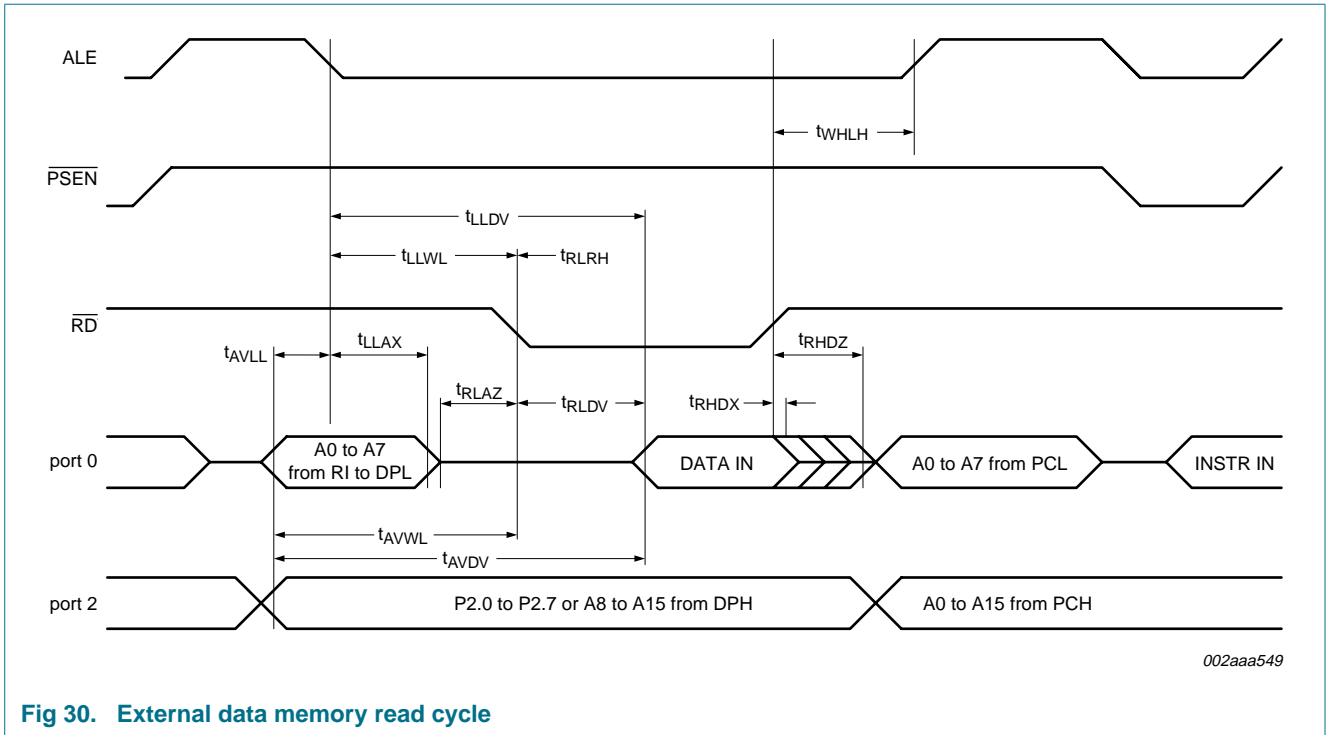 ALE
tWHLH
PSEN
tLLDV
tLLWL
tRLRH
RD
tAVLL
tLLAX
tRHDZ
tRLAZ
tRLDV
tRHDX
port 0
A0 to A7
from RI to DPL
DATA IN
A0 to A7 from PCL
INSTR IN
tAVWL
tAVDV
port 2
P2.0 to P2.7 or A8 to A15 from DPH
A0 to A15 from PCH
002aaa549
Fig 30. External data memory read cycle